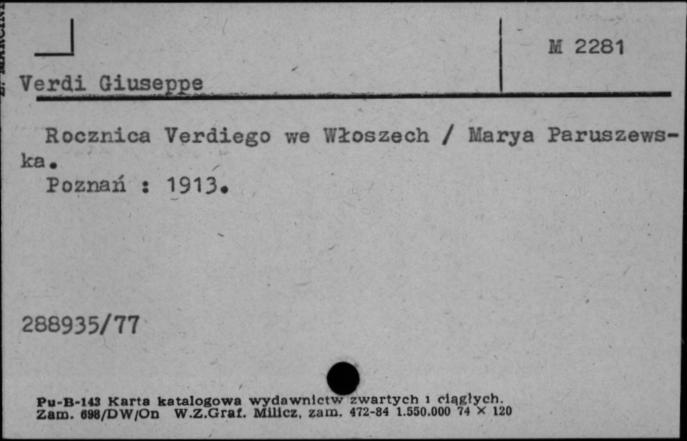 M 2281
Verdi Giuseppe
Rocznica Verdiego we Włoszech / Marya Paruszews-
ka.
Poznań : 1913.
288935/77
Pu-B-143 Karta katalogowa wydawnictw zwartych i ciągłych.
Zam. 698/DW/On W.Z.Graf. Milicz, zam. 472-84 1.550.000 74 × 120